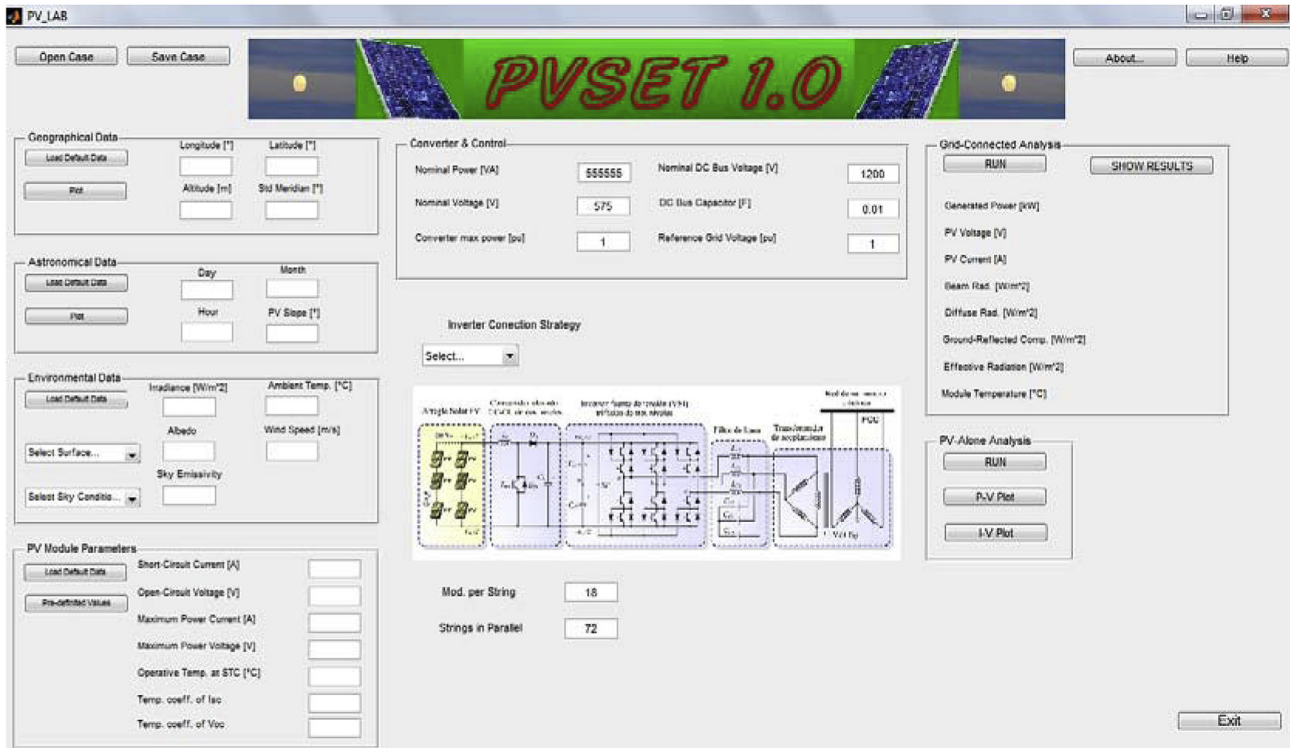 PV_LAB
Open Case
Save Case
PVSET 1.0
About...
Help
Geographical Data
Load Default Data
Longitude [°]
Latitude [°]
Plot
Altitude [m]
Std Meridian [°]
Astronomical Data
Load Default Data
Day
Month
Plot
Hour
PV Slope [°]
Environmental Data
Load Default Data
Irradiance [W/m^2]
Ambient Temp. [°C]
Albedo
Wind Speed [m/s]
Select Surface...
Sky Emissivity
Select Sky Conditio...
PV Module Parameters
Load Default Data
Short-Circuit Current [A]
Pre-definited Values
Open-Circuit Voltage [V]
Maximum Power Current [A]
Maximum Power Voltage [V]
Operative Temp. at STC [°C]
Temp. coeff. of Isc
Temp. coeff. of Voc
Converter & Control
Nominal Power [VA]
555555
Nominal DC Bus Voltage [V]
1200
Nominal Voltage [V]
575
DC Bus Capacitor [F]
0.01
Converter max power [pu]
1
Reference Grid Voltage [pu]
1
Inverter Conection Strategy
Select...
Arreglo Solar FV
Filtro de línea
Transformador
de acoplamiento
PCC
Mod. per String
18
Strings in Parallel
72
Grid-Connected Analysis
RUN
SHOW RESULTS
Generated Power [kW]
PV Voltage [V]
PV Current [A]
Beam Rad. [W/m^2]
Diffuse Rad. [W/m^2]
Ground-Reflected Comp. [W/m^2]
Effective Radiation [W/m^2]
Module Temperature [°C]
PV-Alone Analysis
RUN
P-V Plot
I-V Plot
Exit